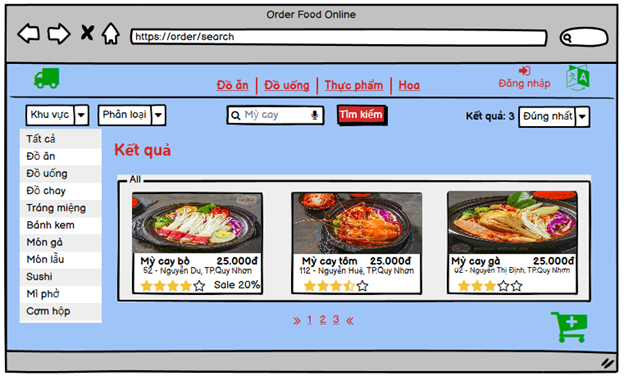 Order Food Online
https://order/search
Đồ ăn | Đồ uống | Thực phẩm | Hoa
Đăng nhập
Khu vực
Phân loại
Mỳ cay
Tìm kiếm
Kết quả: 3
Đúng nhất
Tất cả
Đồ ăn
Đồ uống
Đồ chay
Tráng miệng
Bánh kem
Món gà
Món lẩu
Sushi
Mì phở
Cơm hộp
Kết quả
All
Mỳ cay bò 25.000đ
52 - Nguyễn Du, TP.Quy Nhơn
Sale 20%
Mỳ cay tôm 25.000đ
112 - Nguyễn Huệ, TP.Quy Nhơn
Mỳ cay gà 25.000đ
02 - Nguyễn Thị Định, TP.Quy Nhơn
» 1 2 3 «